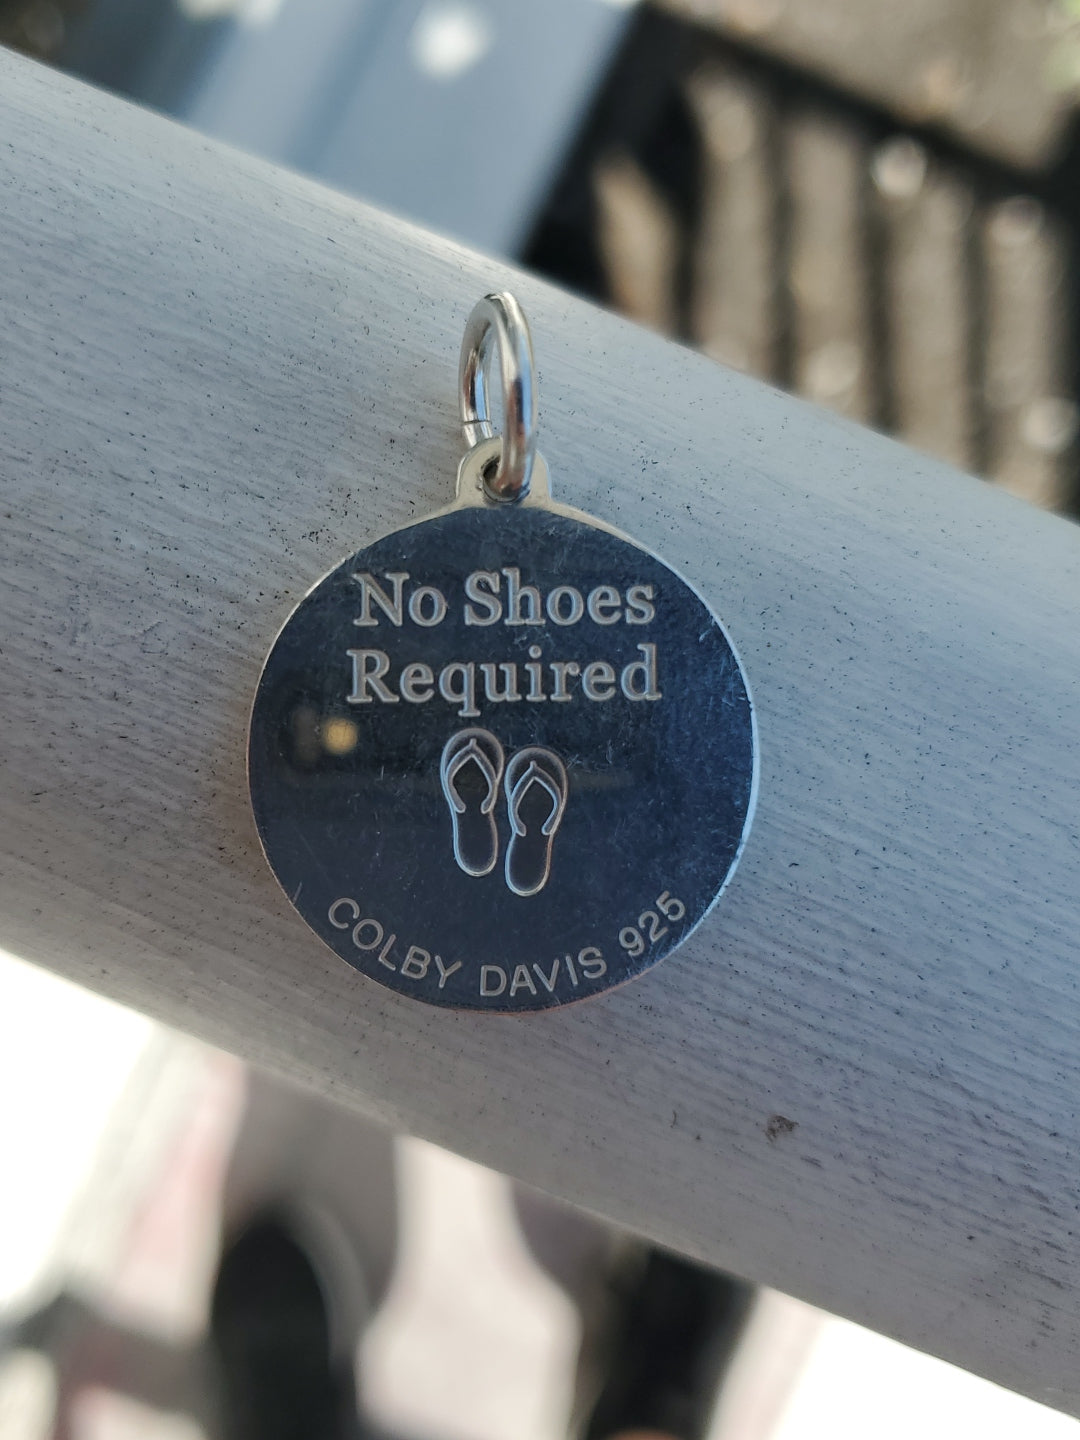 No Shoes
Required
COLBY DAVIS 925